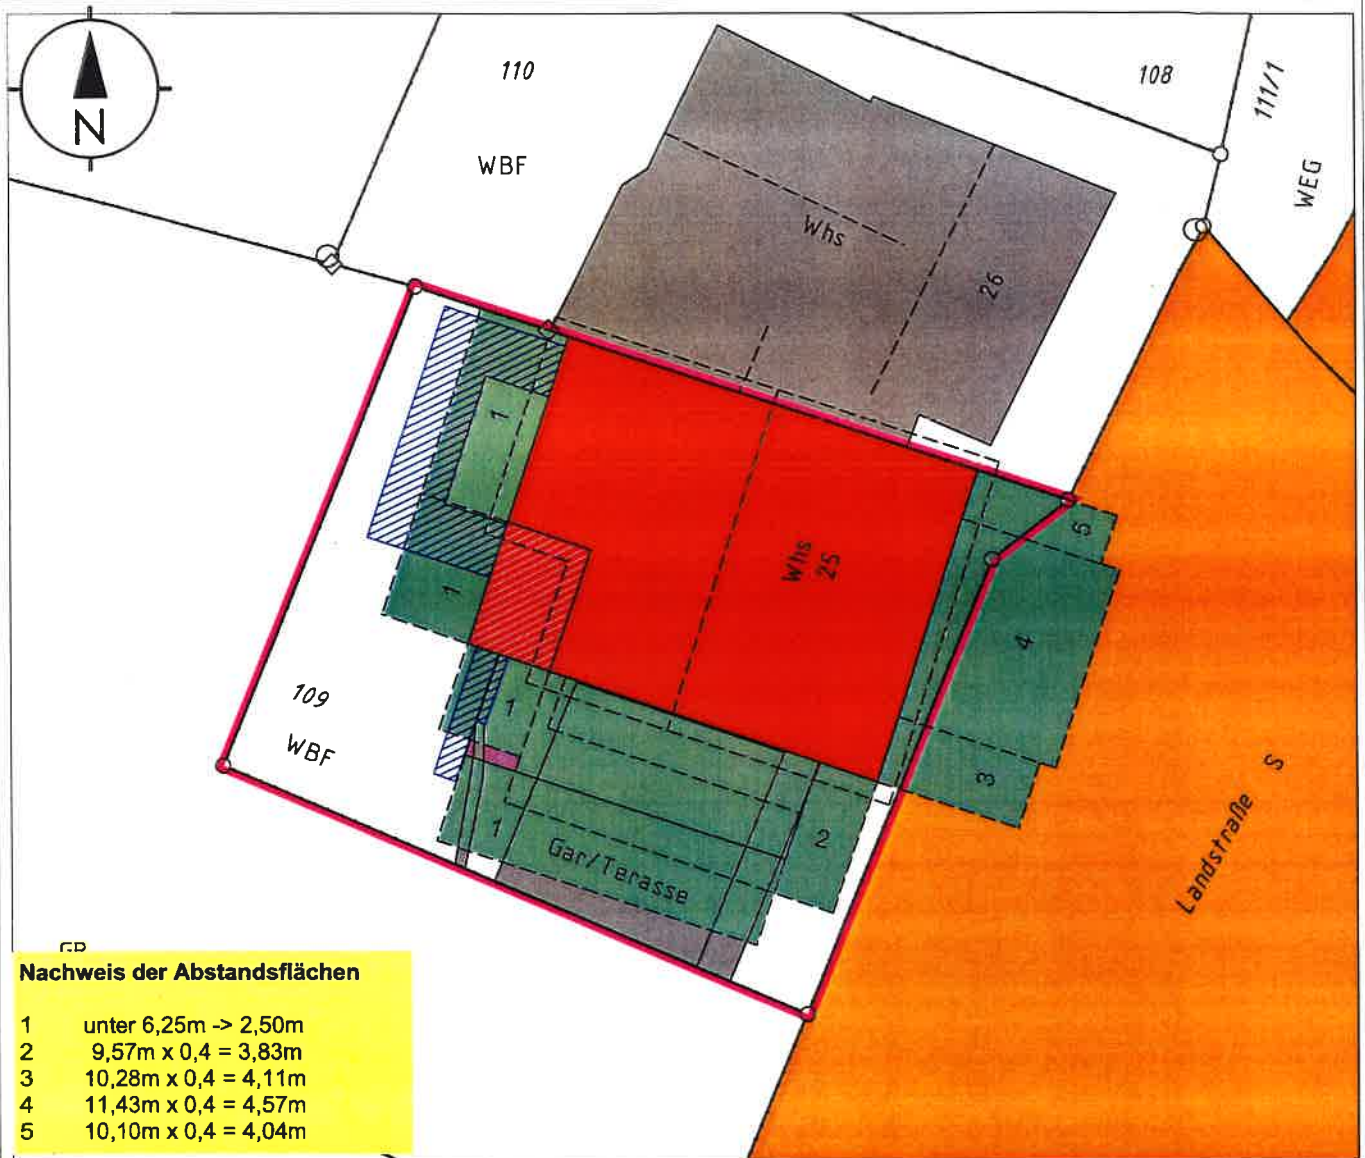 N
110
WBF
108
111/1
WEG
Whs
26
1
Whs
25
5
1
4
109
WBF
1
3
1
2
Gar/Terasse
Landstraße S
Nachweis der Abstandsflächen
1 unter 6,25m -> 2,50m
2 9,57m x 0,4 = 3,83m
3 10,28m x 0,4 = 4,11m
4 11,43m x 0,4 = 4,57m
5 10,10m x 0,4 = 4,04m